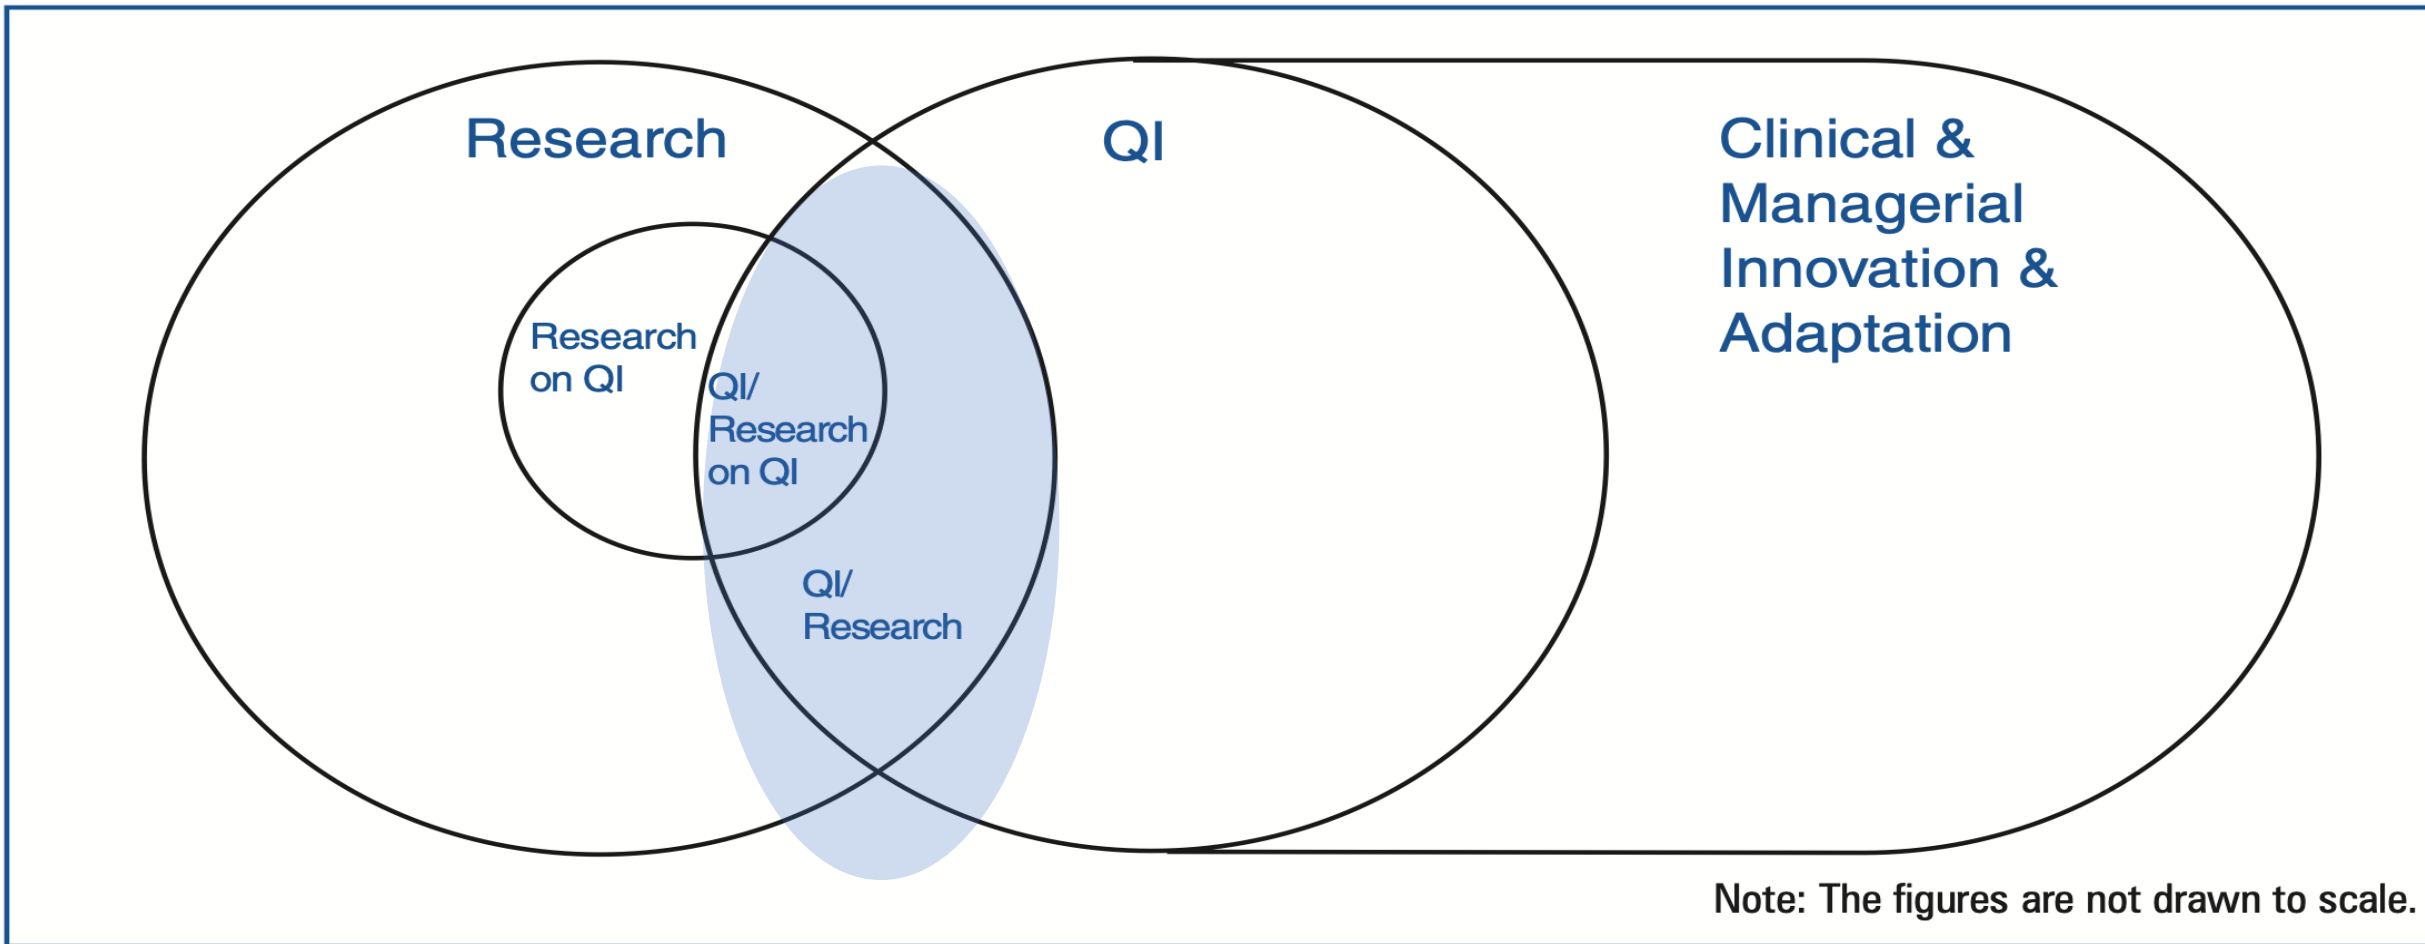 Research
QI
Clinical &
Managerial
Innovation &
Adaptation
Research
on QI
QI/
Research
on QI
QI/
Research
Note: The figures are not drawn to scale.